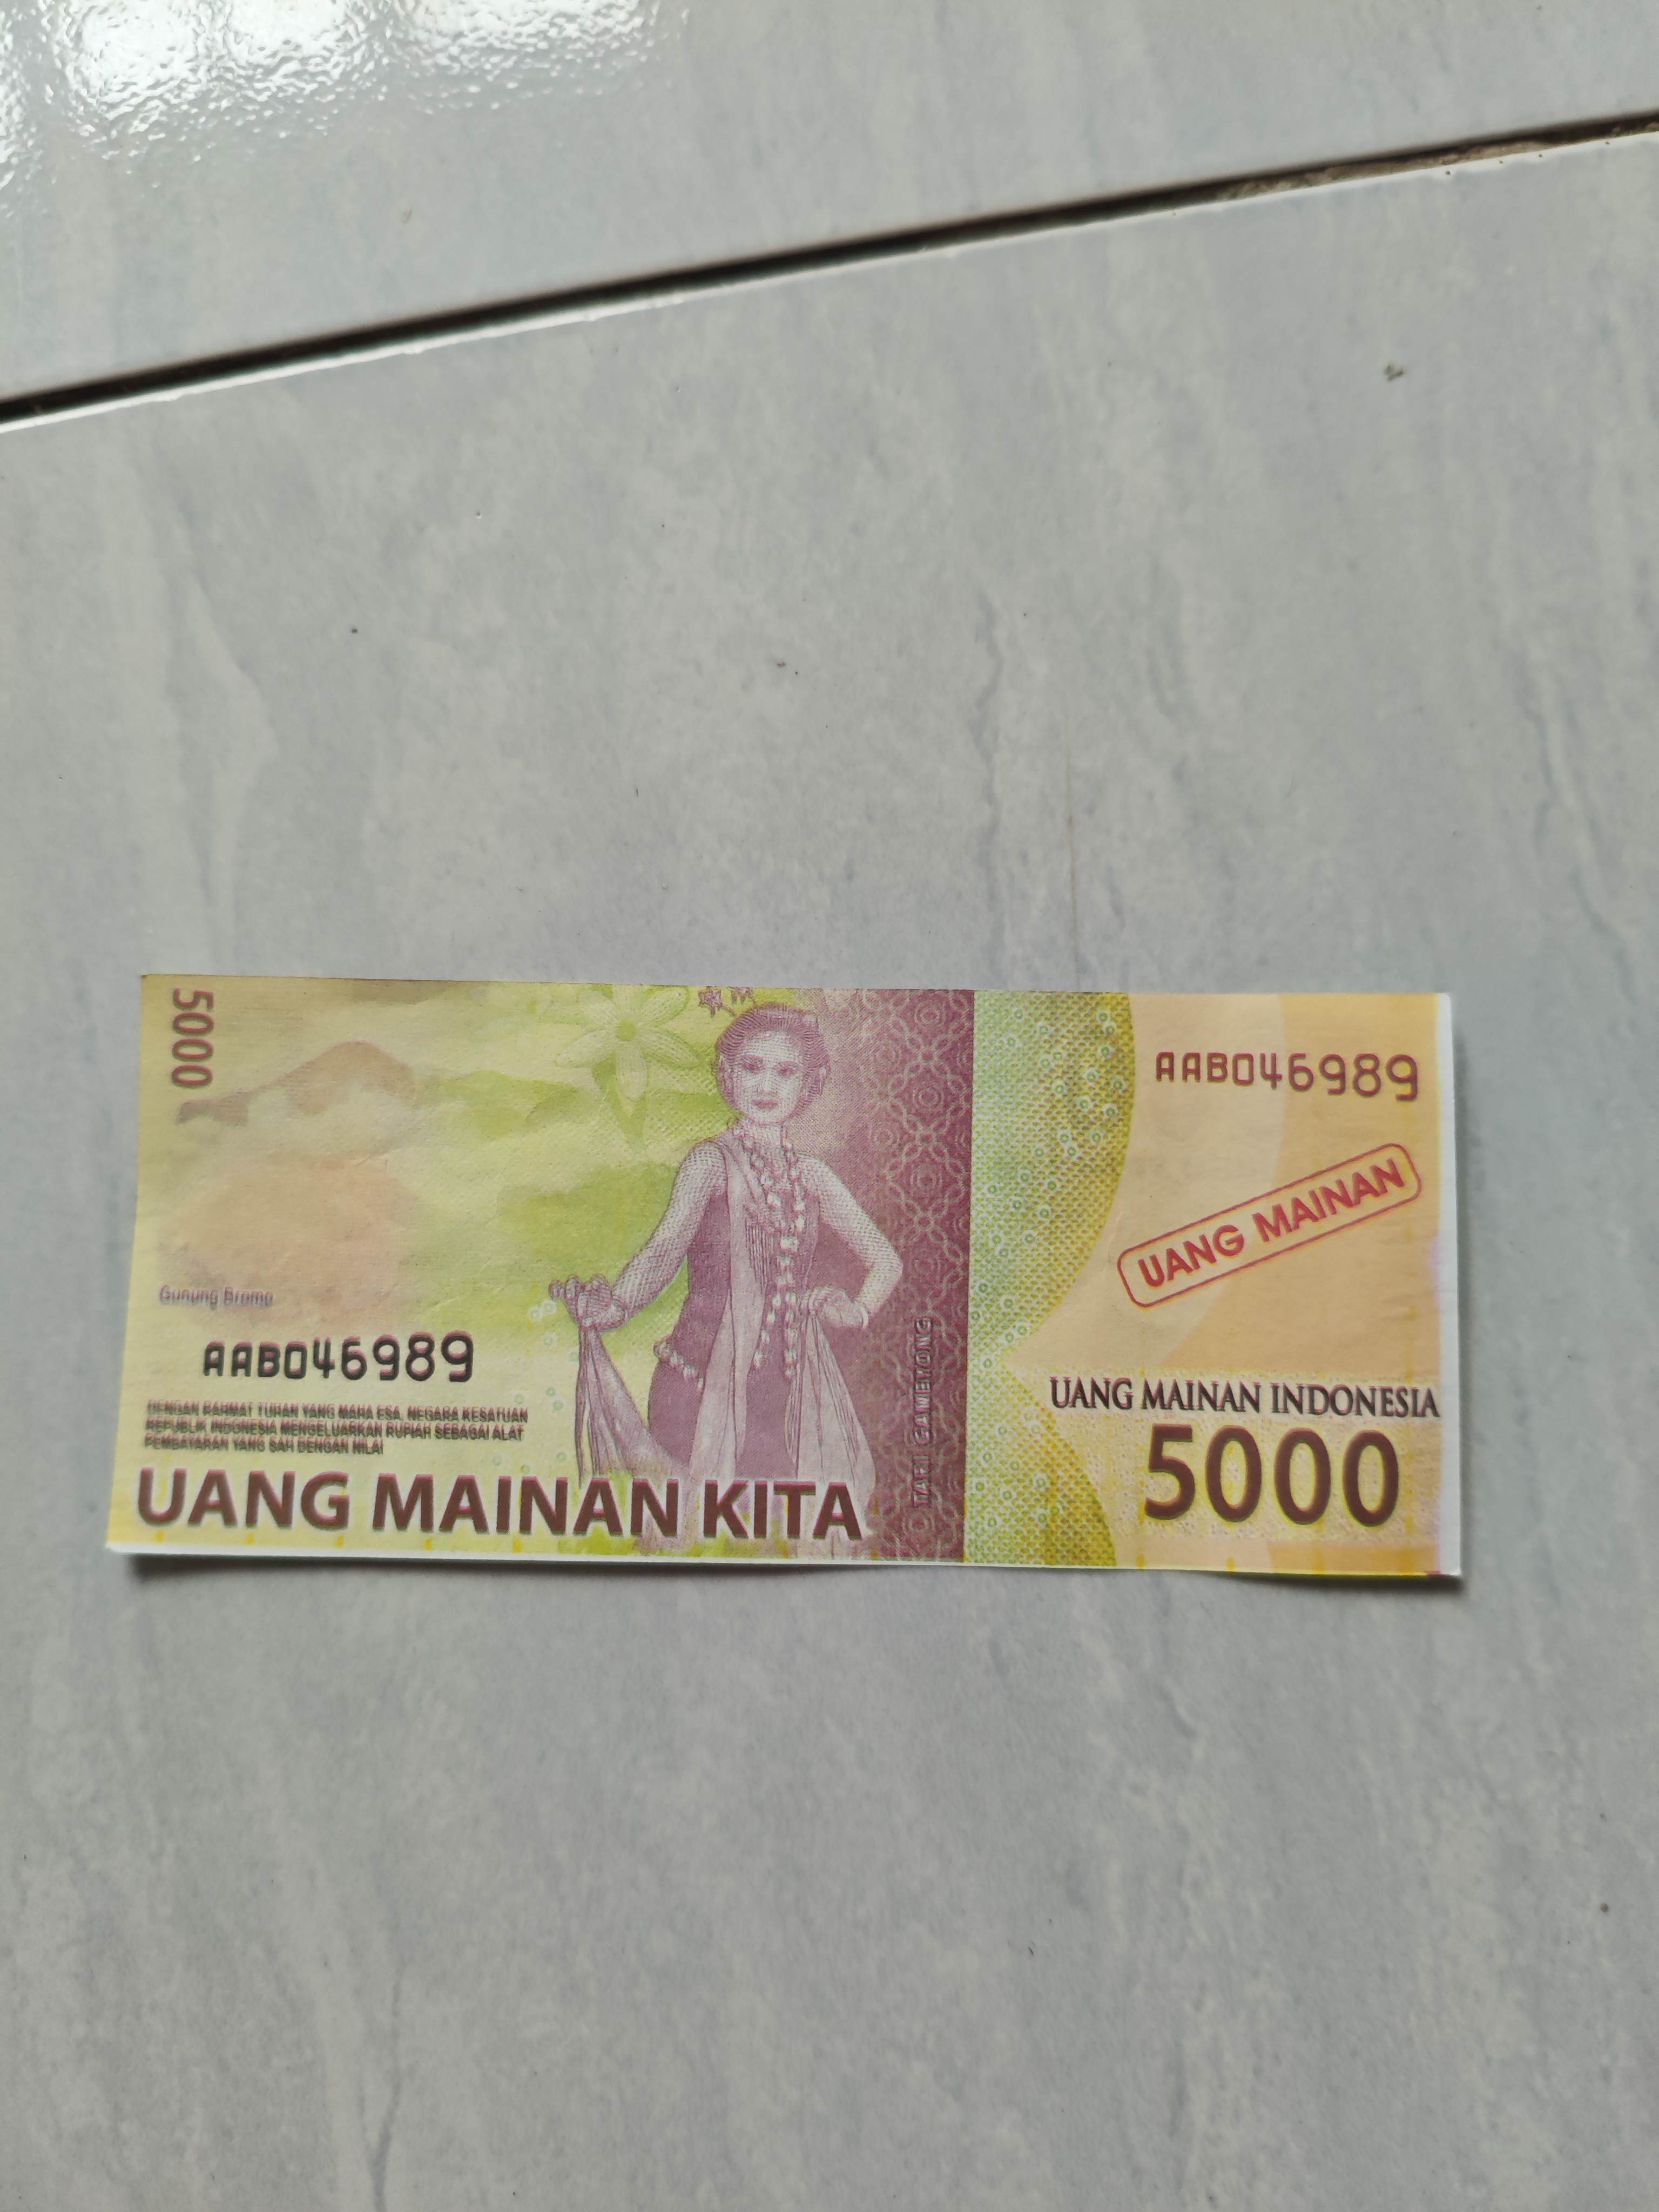 5000
AAB046989
UANG MAINAN
Gunung Bromo
AAB046989
DENGAN RAHMAT TUHAN YANG MAHA ESA, NEGARA KESATUAN
REPUBLIK INDONESIA MENGELUARKAN RUPIAH SEBAGAI ALAT
PEMBAYARAN YANG SAH DENGAN NILAI
UANG MAINAN KITA
TARI GAMBYONG
UANG MAINAN INDONESIA
5000